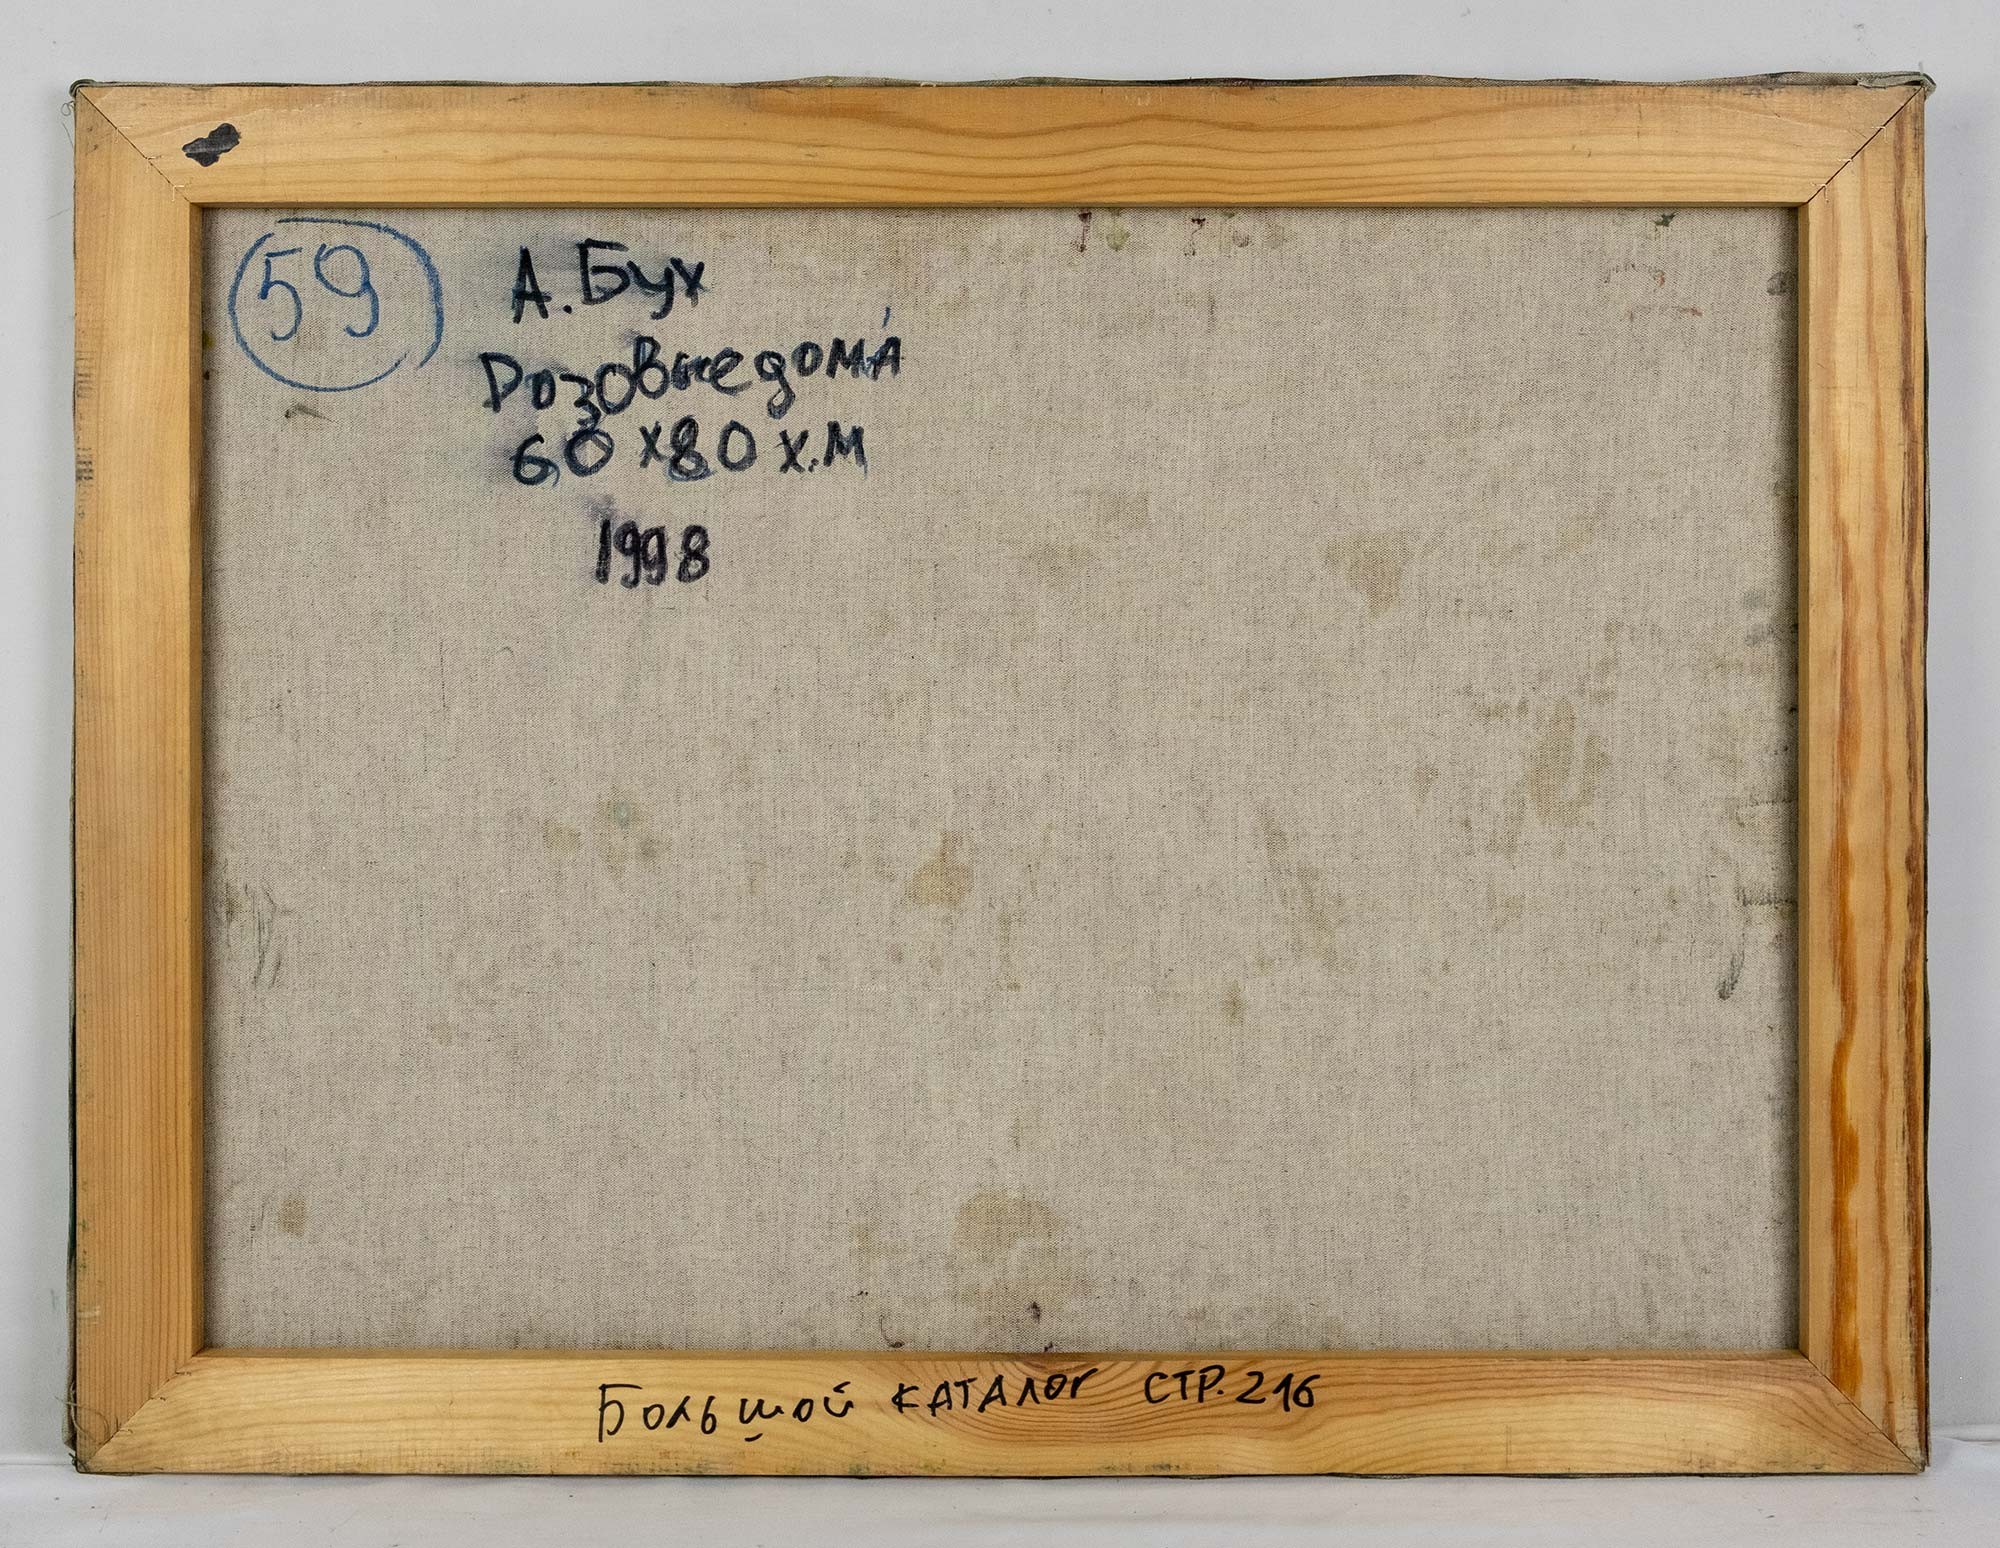 59
А. Бух
Розовые дома́
60 х 80 х.м
1998
Большой каталог стр. 216